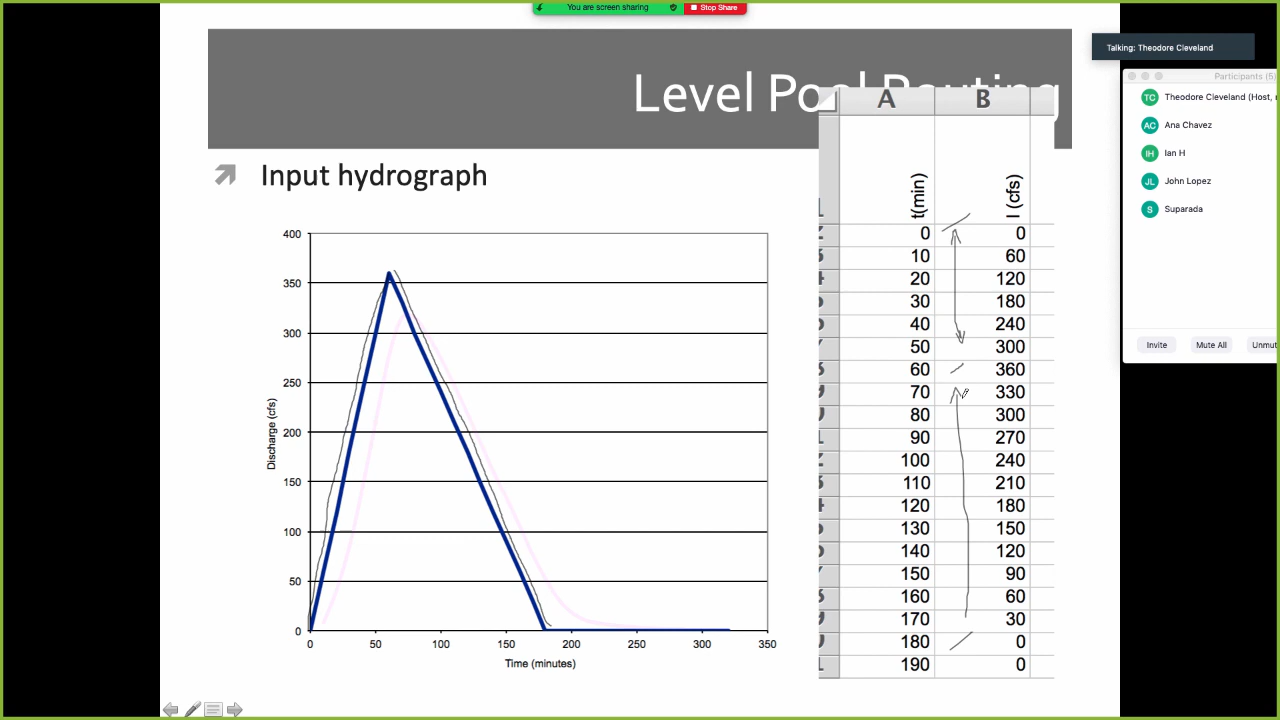 You are screen sharing
Stop Share
Talking: Theodore Cleveland
Participants (5)
Theodore Cleveland (Host,
Ana Chavez
Ian H
John Lopez
Suparada
Invite
Mute All
Unmut
Level Pool Routing
Input hydrograph
Discharge (cfs)
400
350
300
250
200
150
100
50
0
0 50 100 150 200 250 300 350
Time (minutes)
A B
t(min) I (cfs)
0 0
10 60
20 120
30 180
40 240
50 300
60 360
70 330
80 300
90 270
100 240
110 210
120 180
130 150
140 120
150 90
160 60
170 30
180 0
190 0